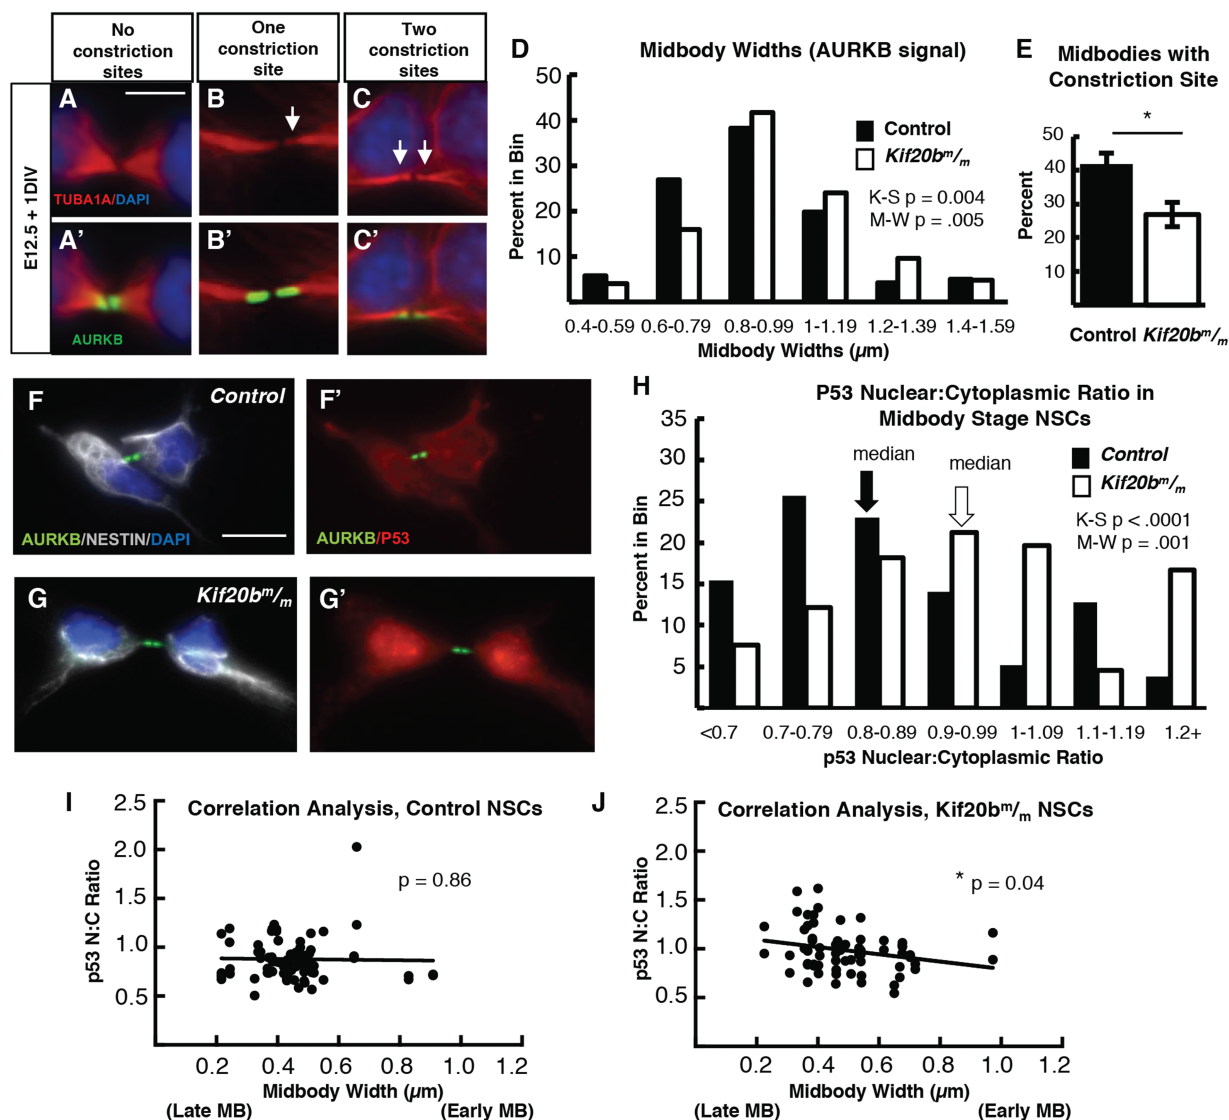 No
constriction
sites
One
constriction
site
Two
constriction
sites
E12.5 + 1DIV
A
TUBA1A/DAPI
B
C
A'
AURKB
B'
C'
D
Midbody Widths (AURKB signal)
Percent in Bin
50
40
30
20
10
Control
Kif20bm/m
K-S p = 0.004
M-W p = .005
0.4-0.59 0.6-0.79 0.8-0.99 1-1.19 1.2-1.39 1.4-1.59
Midbody Widths (µm)
E
Midbodies with
Constriction Site
*
Percent
50
40
30
20
10
Control Kif20bm/m
F
Control
AURKB/NESTIN/DAPI
F'
AURKB/P53
G
Kif20bm/m
G'
H
P53 Nuclear:Cytoplasmic Ratio in
Midbody Stage NSCs
Percent in Bin
35
30
25
20
15
10
5
median
median
Control
Kif20bm/m
K-S p < .0001
M-W p = .001
<0.7 0.7-0.79 0.8-0.89 0.9-0.99 1-1.09 1.1-1.19 1.2+
p53 Nuclear:Cytoplasmic Ratio
I
Correlation Analysis, Control NSCs
p53 N:C Ratio
2.5
2.0
1.5
1.0
0.5
p = 0.86
0.2 0.4 0.6 0.8 1.0 1.2
Midbody Width (µm)
(Late MB) (Early MB)
J
Correlation Analysis, Kif20bm/m NSCs
p53 N:C Ratio
2.5
2.0
1.5
1.0
0.5
* p = 0.04
0.2 0.4 0.6 0.8 1.0 1.2
Midbody Width (µm)
(Late MB) (Early MB)